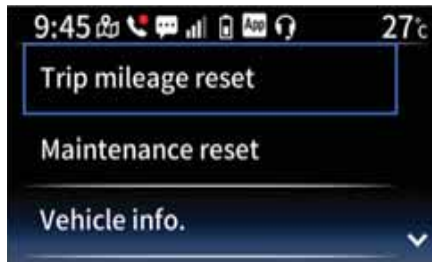 9:45 App 27°c
Trip mileage reset
Maintenance reset
Vehicle info.